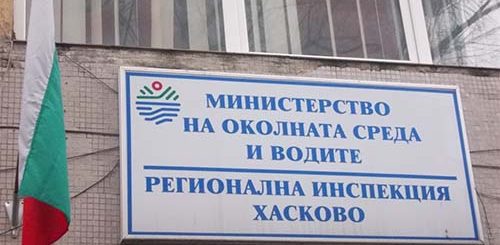 МИНИСТЕРСТВО
НА ОКОЛНАТА СРЕДА
И ВОДИТЕ
РЕГИОНАЛНА ИНСПЕКЦИЯ
ХАСКОВО